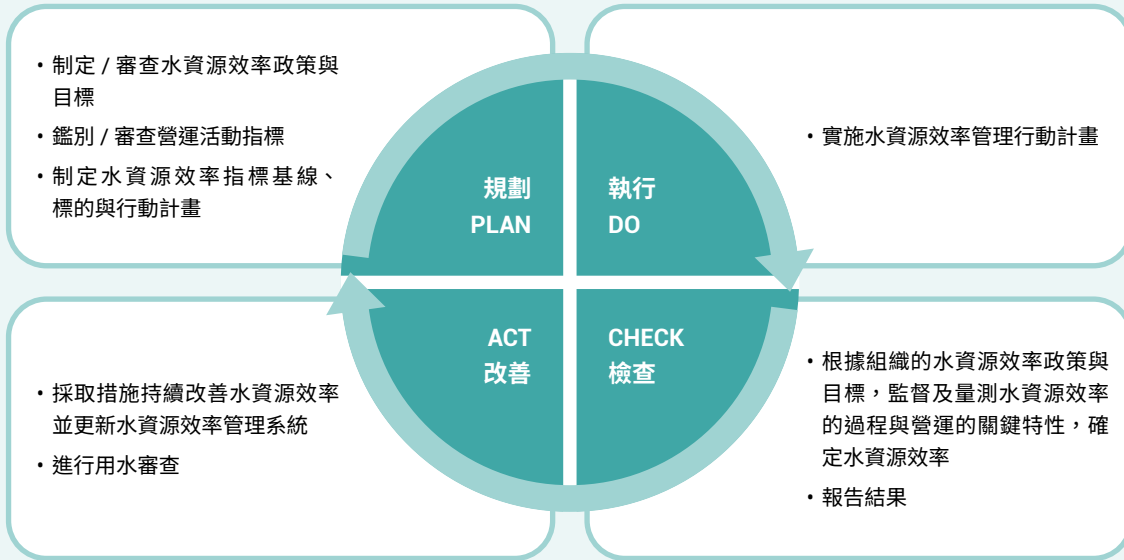 • 制定 / 審查水資源效率政策與
目標
• 鑑別 / 審查營運活動指標
• 制定水資源效率指標基線、
標的與行動計畫
規劃
PLAN
執行
DO
• 實施水資源效率管理行動計畫
ACT
改善
CHECK
檢查
• 採取措施持續改善水資源效率
並更新水資源效率管理系統
• 進行用水審查
• 根據組織的水資源效率政策與
目標，監督及量測水資源效率
的過程與營運的關鍵特性，確
定水資源效率
• 報告結果